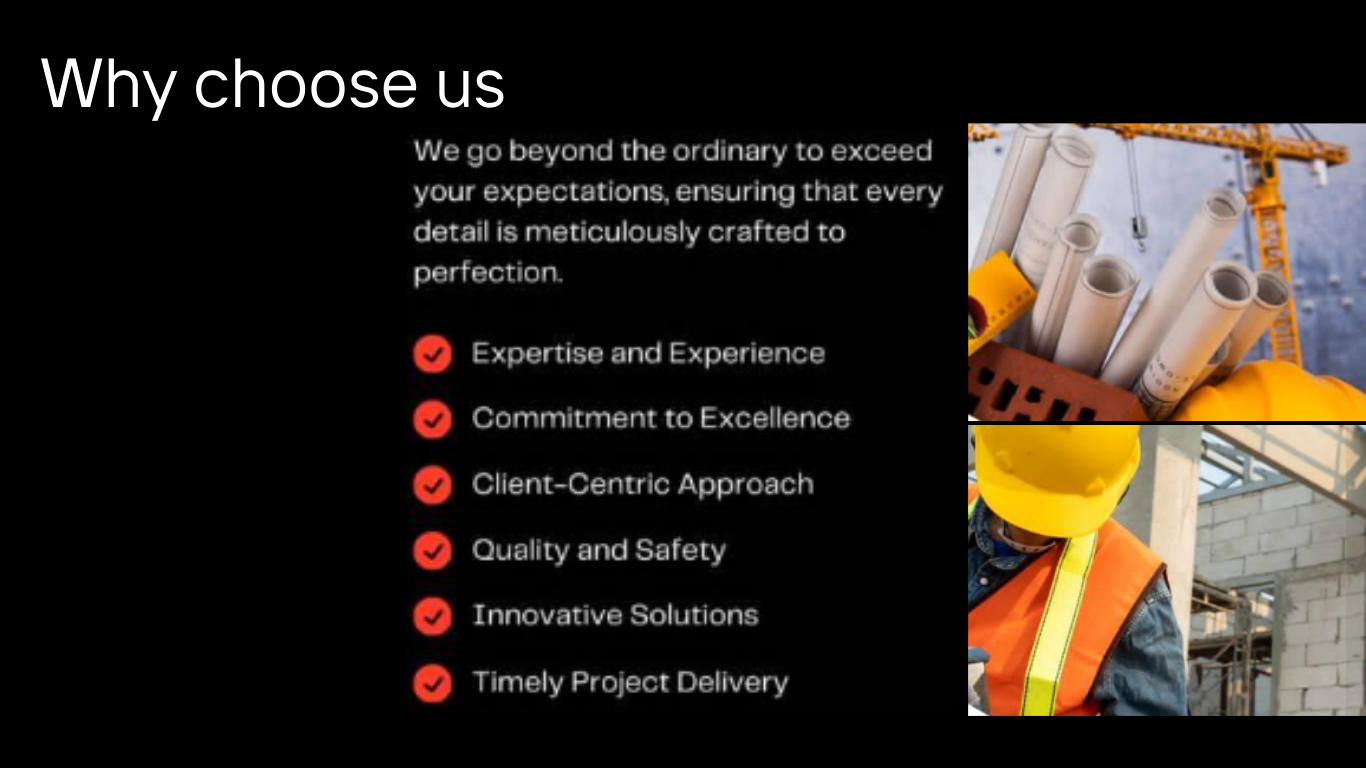 Why choose us
We go beyond the ordinary to exceed
your expectations, ensuring that every
detail is meticulously crafted to
perfection.
Expertise and Experience
Commitment to Excellence
Client-Centric Approach
Quality and Safety
Innovative Solutions
Timely Project Delivery